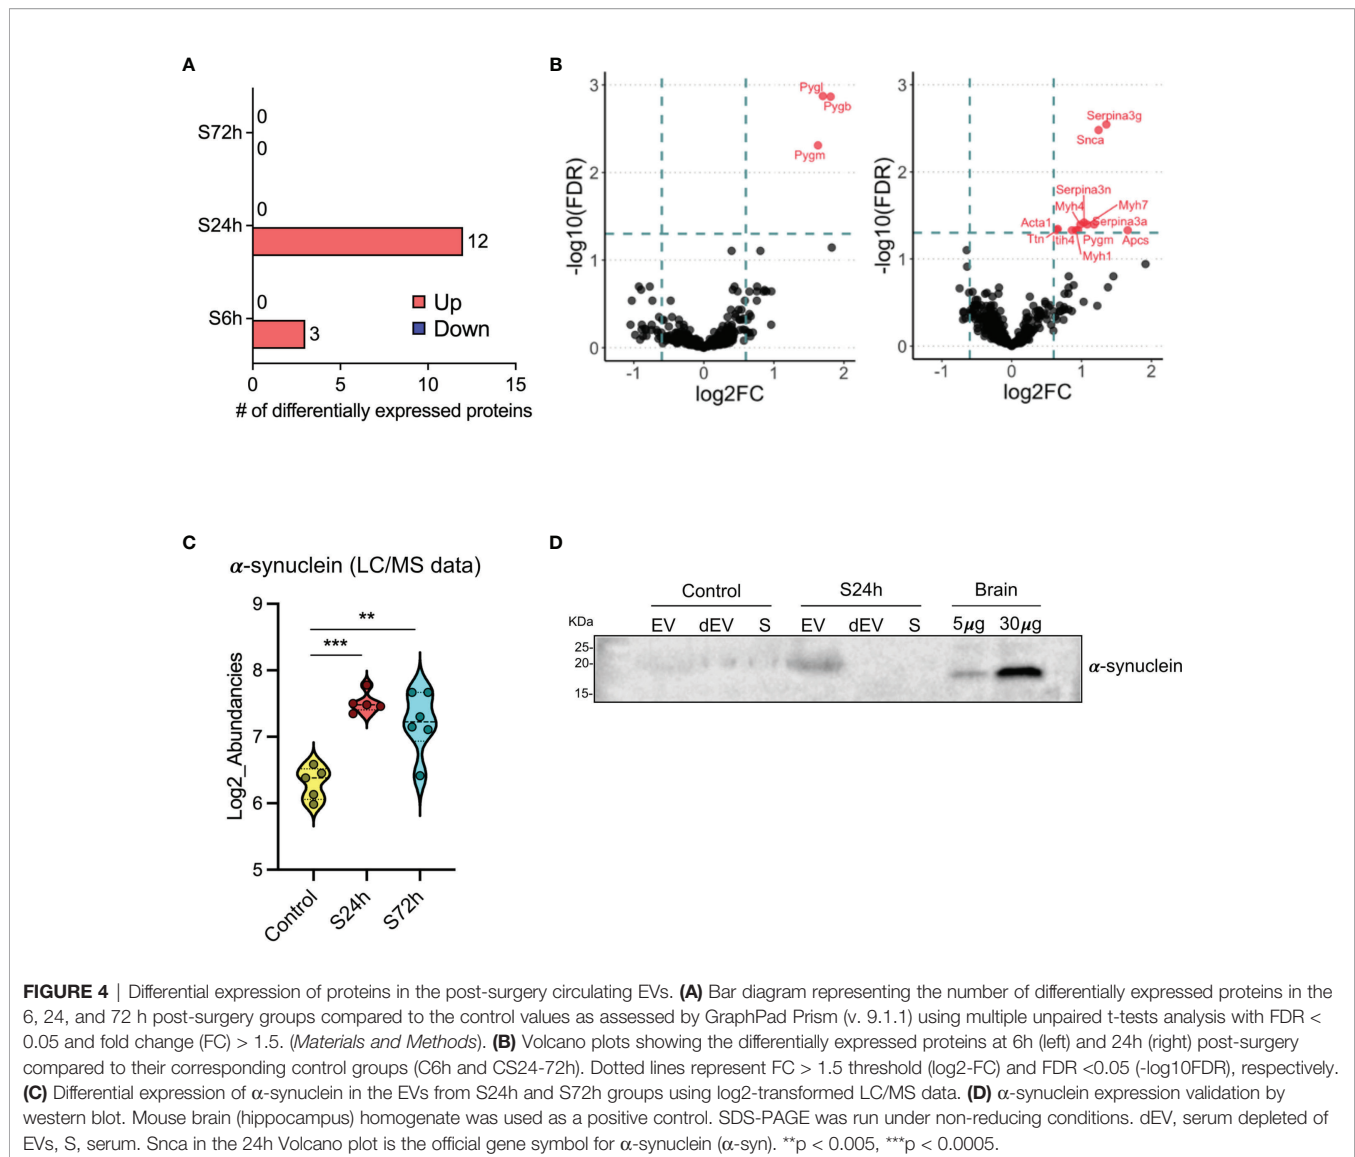 A
S72h
0
0
S24h
0
12
S6h
0
3
Up
Down
0 5 10 15
# of differentially expressed proteins
B
-log10(FDR)
3
2
1
0
Pygl
Pygb
Pygm
-1 0 1 2
log2FC
-log10(FDR)
3
2
1
0
Serpina3g
Snca
Serpina3n
Myh4
Myh7
Acta1
Serpina3a
Ttn
Itih4
Pygm
Apcs
Myh1
-1 0 1 2
log2FC
C
α-synuclein (LC/MS data)
Log2_Abundancies
9
8
7
6
5
**
***
Control
S24h
S72h
D
Control S24h Brain
KDa EV dEV S EV dEV S 5μg 30μg
25-
20-
15-
α-synuclein
FIGURE 4 | Differential expression of proteins in the post-surgery circulating EVs. (A) Bar diagram representing the number of differentially expressed proteins in the
6, 24, and 72 h post-surgery groups compared to the control values as assessed by GraphPad Prism (v. 9.1.1) using multiple unpaired t-tests analysis with FDR <
0.05 and fold change (FC) > 1.5. (Materials and Methods). (B) Volcano plots showing the differentially expressed proteins at 6h (left) and 24h (right) post-surgery
compared to their corresponding control groups (C6h and CS24-72h). Dotted lines represent FC > 1.5 threshold (log2-FC) and FDR <0.05 (-log10FDR), respectively.
(C) Differential expression of α-synuclein in the EVs from S24h and S72h groups using log2-transformed LC/MS data. (D) α-synuclein expression validation by
western blot. Mouse brain (hippocampus) homogenate was used as a positive control. SDS-PAGE was run under non-reducing conditions. dEV, serum depleted of
EVs, S, serum. Snca in the 24h Volcano plot is the official gene symbol for α-synuclein (α-syn). **p < 0.005, ***p < 0.0005.